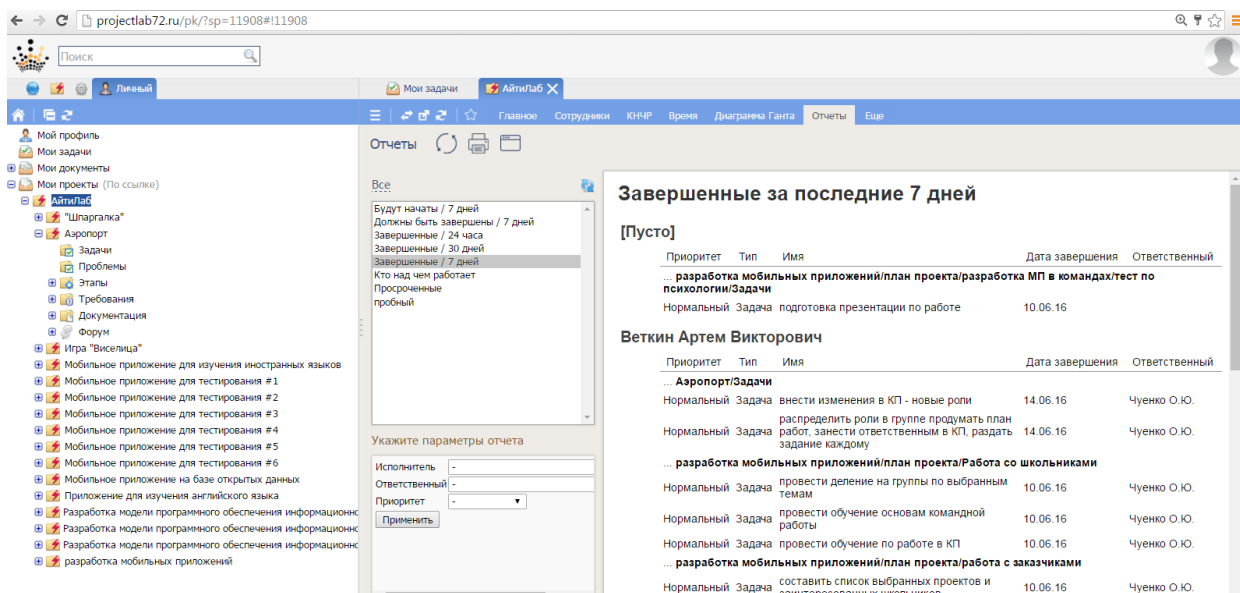 projectlab72.ru/pk/?sp=11908#!11908
Поиск
Личный
Мои задачи
АйтиЛаб
Главное Сотрудники КНЧР Время Диаграмма Ганта Отчеты Еще
Мой профиль
Мои задачи
Мои документы
Мои проекты (По ссылке)
АйтиЛаб
"Шпаргалка"
Аэропорт
Задачи
Проблемы
Этапы
Требования
Документация
Форум
Игра "Виселица"
Мобильное приложение для изучения иностранных языков
Мобильное приложение для тестирования #1
Мобильное приложение для тестирования #2
Мобильное приложение для тестирования #3
Мобильное приложение для тестирования #4
Мобильное приложение для тестирования #5
Мобильное приложение для тестирования #6
Мобильное приложение на базе открытых данных
Приложение для изучения английского языка
Разработка модели программного обеспечения информационно
Разработка модели программного обеспечения информационно
Разработка модели программного обеспечения информационно
разработка мобильных приложений
Отчеты
Все
Будут начаты / 7 дней
Должны быть завершены / 7 дней
Завершенные / 24 часа
Завершенные / 30 дней
Завершенные / 7 дней
Кто над чем работает
Просроченные
пробный
Укажите параметры отчета
Исполнитель -
Ответственный -
Приоритет -
Применить
Завершенные за последние 7 дней
[Пусто]
Приоритет Тип Имя Дата завершения Ответственный
... разработка мобильных приложений/план проекта/разработка МП в командах/тест по
психологии/Задачи
Нормальный Задача подготовка презентации по работе 10.06.16
Веткин Артем Викторович
Приоритет Тип Имя Дата завершения Ответственный
... Аэропорт/Задачи
Нормальный Задача внести изменения в КП - новые роли 14.06.16 Чуенко О.Ю.
распределить роли в группе продумать план
Нормальный Задача работ, занести ответственным в КП, раздать 14.06.16 Чуенко О.Ю.
задание каждому
... разработка мобильных приложений/план проекта/Работа со школьниками
Нормальный Задача провести деление на группы по выбранным 10.06.16 Чуенко О.Ю.
темам
Нормальный Задача провести обучение основам командной 10.06.16 Чуенко О.Ю.
работы
Нормальный Задача провести обучение по работе в КП 10.06.16 Чуенко О.Ю.
... разработка мобильных приложений/план проекта/работа с заказчиками
Нормальный Задача составить список выбранных проектов и 10.06.16 Чуенко О.Ю.
заинтересованных школьников